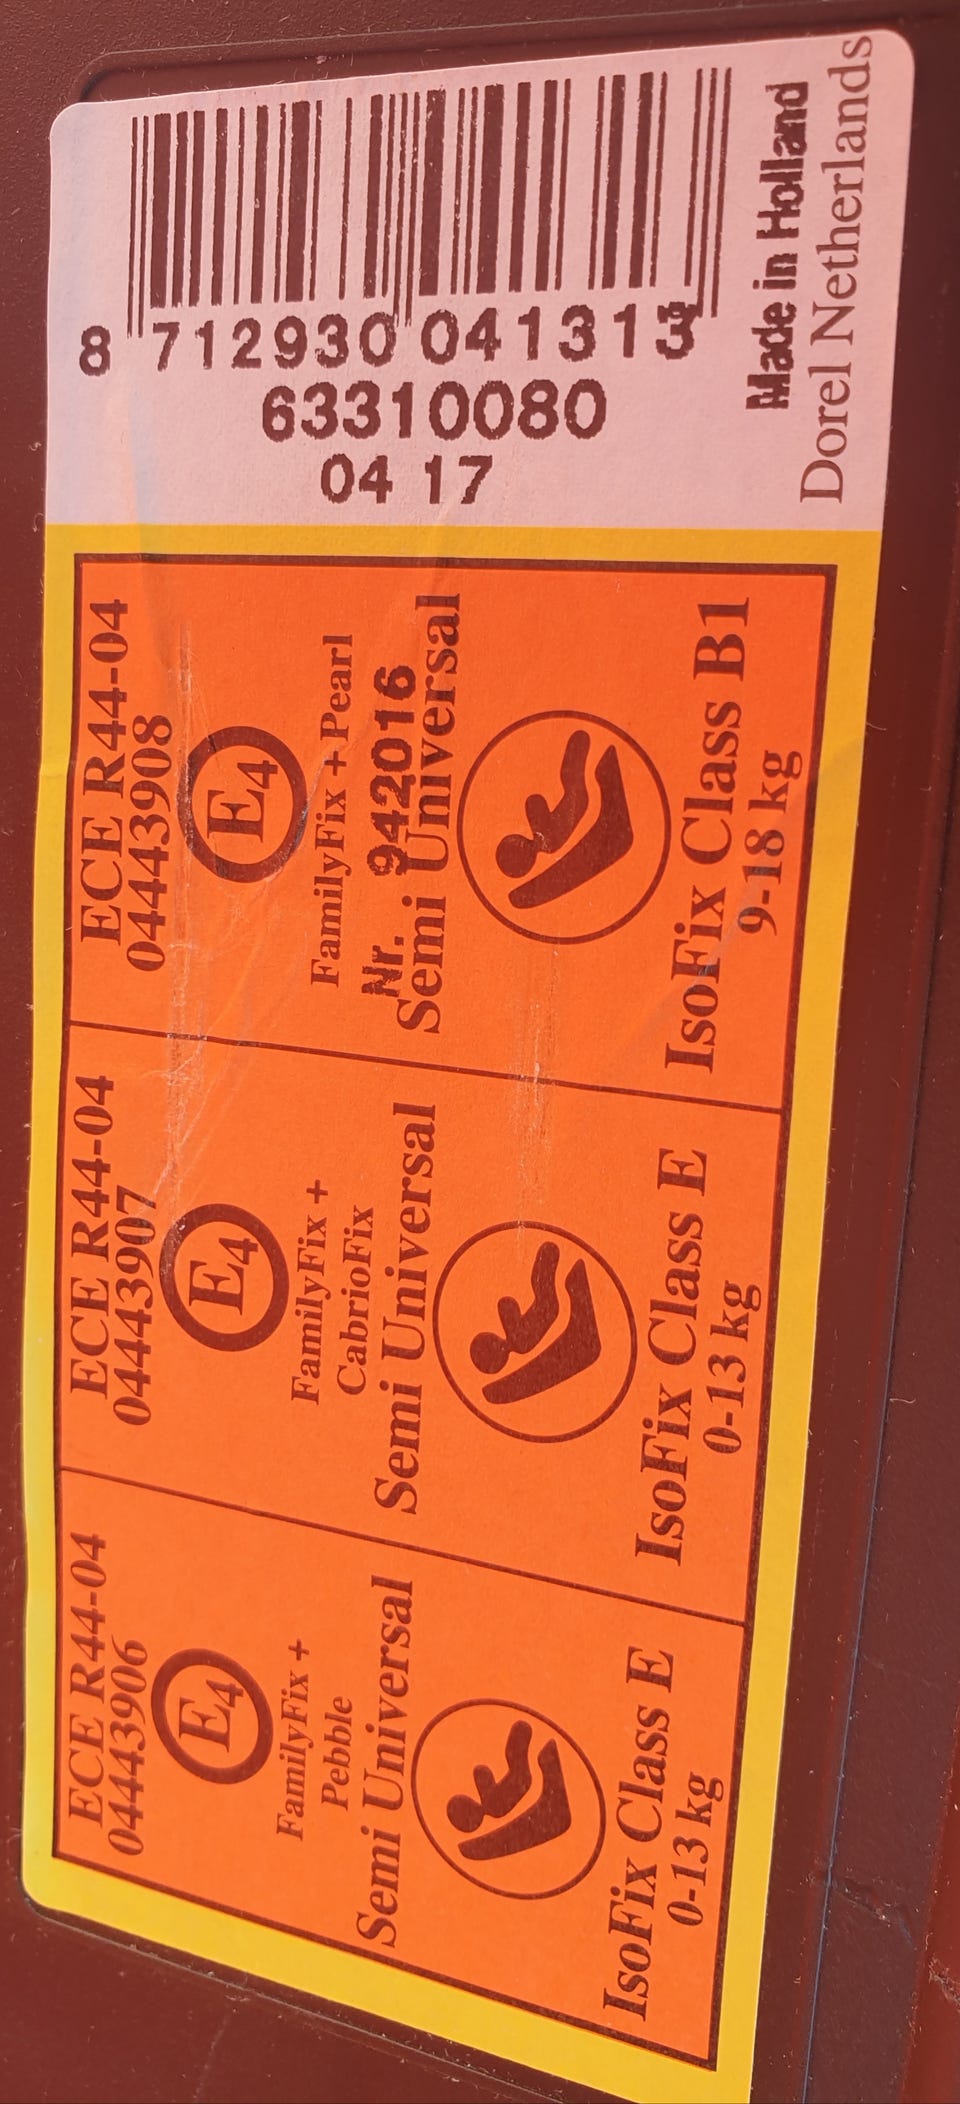 ECE R44-04
04443906
E4
FamilyFix +
Pebble
Semi Universal
IsoFix Class E
0-13 kg
ECE R44-04
04443907
E4
FamilyFix +
CabrioFix
Semi Universal
IsoFix Class E
0-13 kg
ECE R44-04
04443908
E4
FamilyFix + Pearl
Nr. 942016
Semi Universal
IsoFix Class B1
9-18 kg
8 712930 041313
63310080
04 17
Made in Holland
Dorel Netherlands